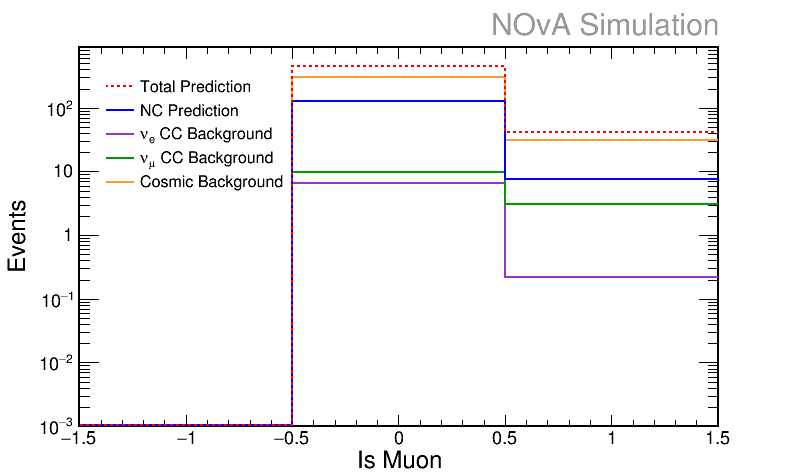 NOvA Simulation
Total Prediction
NC Prediction
νe CC Background
νμ CC Background
Cosmic Background
Events
10²
10
1
10⁻¹
10⁻²
10⁻³
−1.5 −1 −0.5 0 0.5 1 1.5
Is Muon